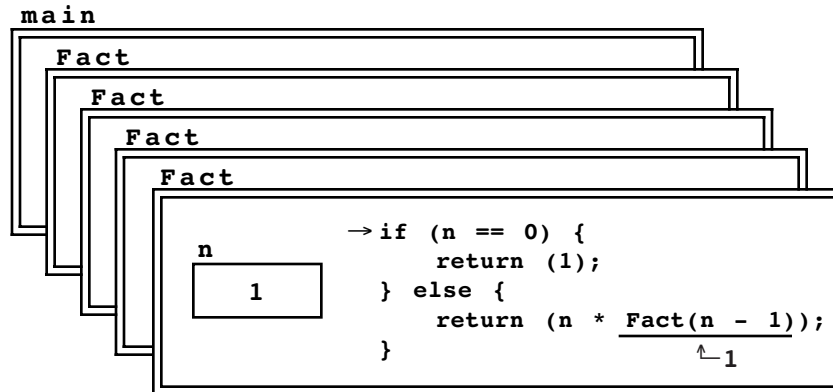 main
Fact
Fact
Fact
Fact
→ if (n == 0) {
n
return (1);
1
} else {
return (n * Fact(n - 1));
}
1